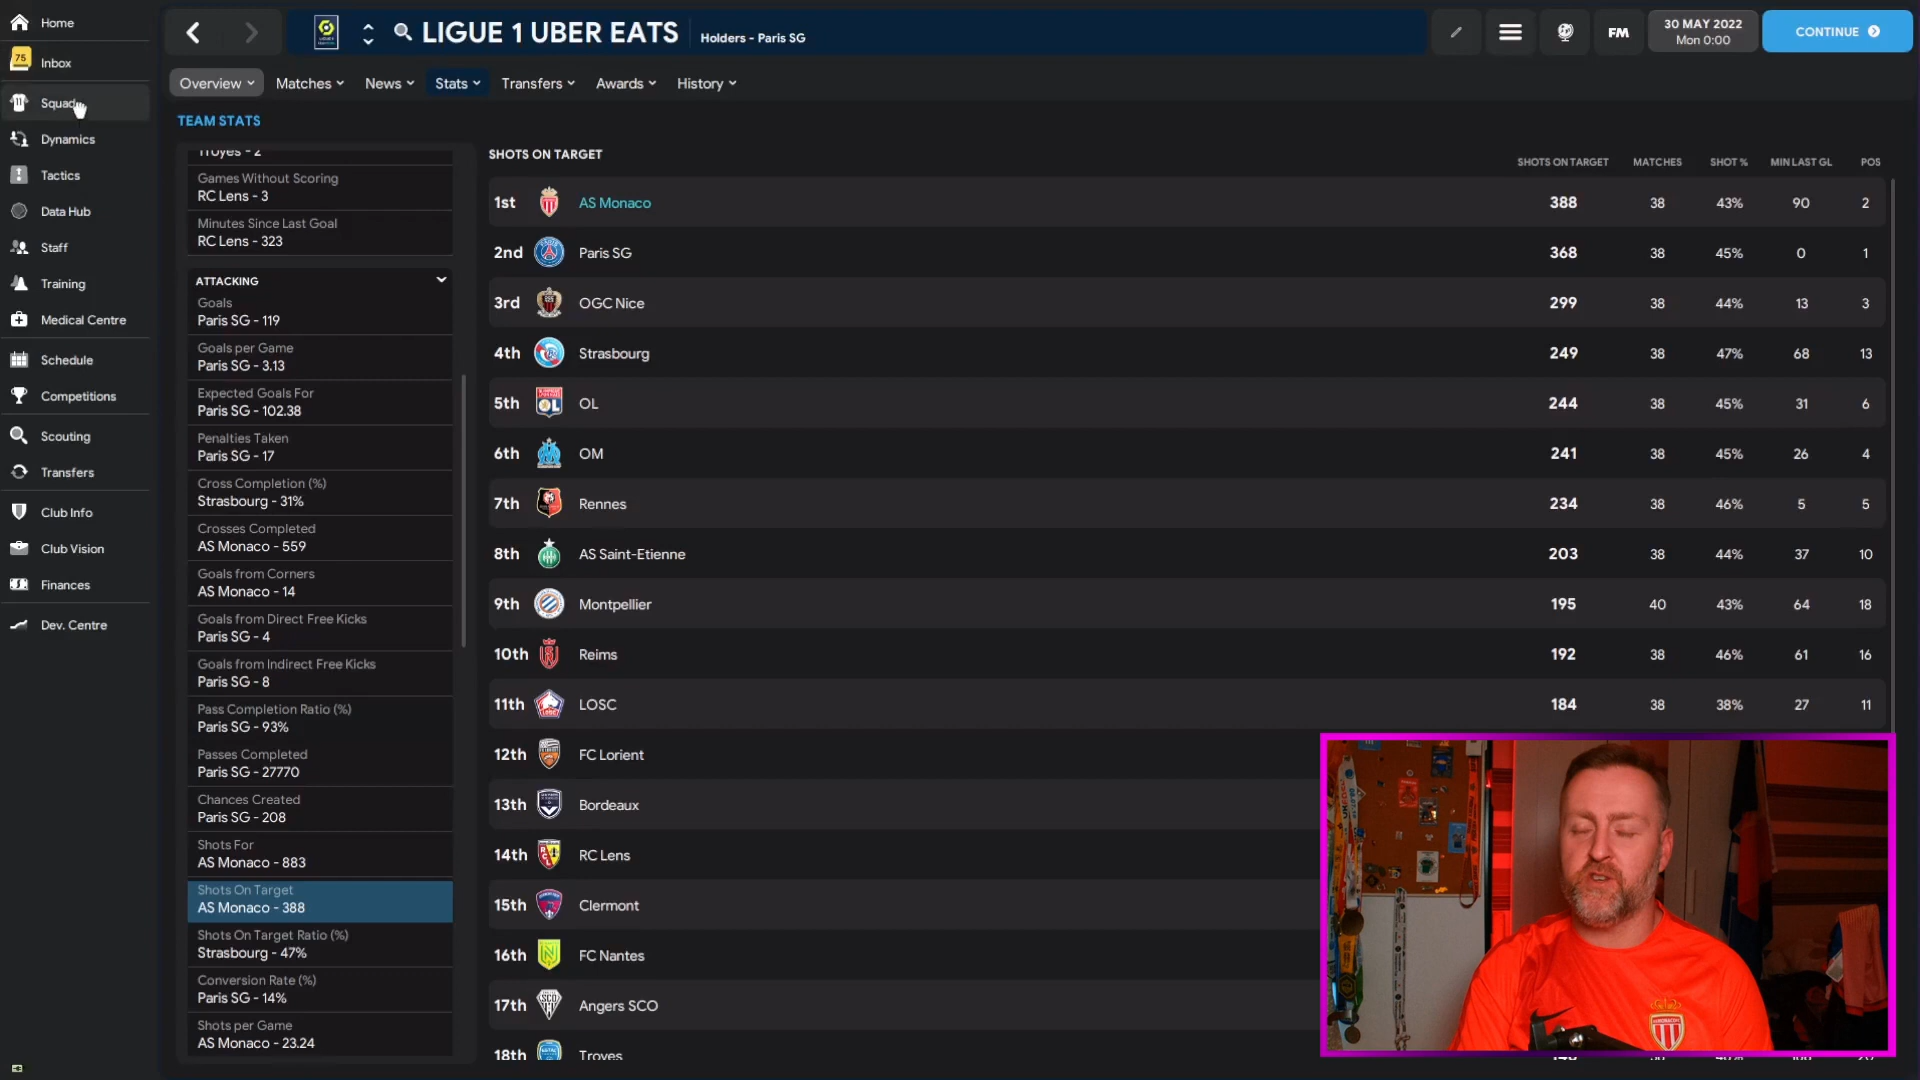 Home
Inbox
75
Squad
Dynamics
Tactics
Data Hub
Staff
Training
Medical Centre
Schedule
Competitions
Scouting
Transfers
Club Info
Club Vision
Finances
Dev. Centre
LIGUE 1 UBER EATS
Holders - Paris SG
FM
30 MAY 2022
Mon 0:00
CONTINUE
Overview
Matches
News
Stats
Transfers
Awards
History
TEAM STATS
Troyes - 2
Games Without Scoring
RC Lens - 3
Minutes Since Last Goal
RC Lens - 323
ATTACKING
Goals
Paris SG - 119
Goals per Game
Paris SG - 3.13
Expected Goals For
Paris SG - 102.38
Penalties Taken
Paris SG - 17
Cross Completion (%)
Strasbourg - 31%
Crosses Completed
AS Monaco - 559
Goals from Corners
AS Monaco - 14
Goals from Direct Free Kicks
Paris SG - 4
Goals from Indirect Free Kicks
Paris SG - 8
Pass Completion Ratio (%)
Paris SG - 93%
Passes Completed
Paris SG - 27770
Chances Created
Paris SG - 208
Shots For
AS Monaco - 883
Shots On Target
AS Monaco - 388
Shots On Target Ratio (%)
Strasbourg - 47%
Conversion Rate (%)
Paris SG - 14%
Shots per Game
AS Monaco - 23.24
SHOTS ON TARGET
SHOTS ON TARGET MATCHES SHOT % MIN LAST GL POS
1st AS Monaco 388 38 43% 90 2
2nd Paris SG 368 38 45% 0 1
3rd OGC Nice 299 38 44% 13 3
4th Strasbourg 249 38 47% 68 13
5th OL 244 38 45% 31 6
6th OM 241 38 45% 26 4
7th Rennes 234 38 46% 5 5
8th AS Saint-Etienne 203 38 44% 37 10
9th Montpellier 195 40 43% 64 18
10th Reims 192 38 46% 61 16
11th LOSC 184 38 38% 27 11
12th FC Lorient
13th Bordeaux
14th RC Lens
15th Clermont
16th FC Nantes
17th Angers SCO
18th Troyes